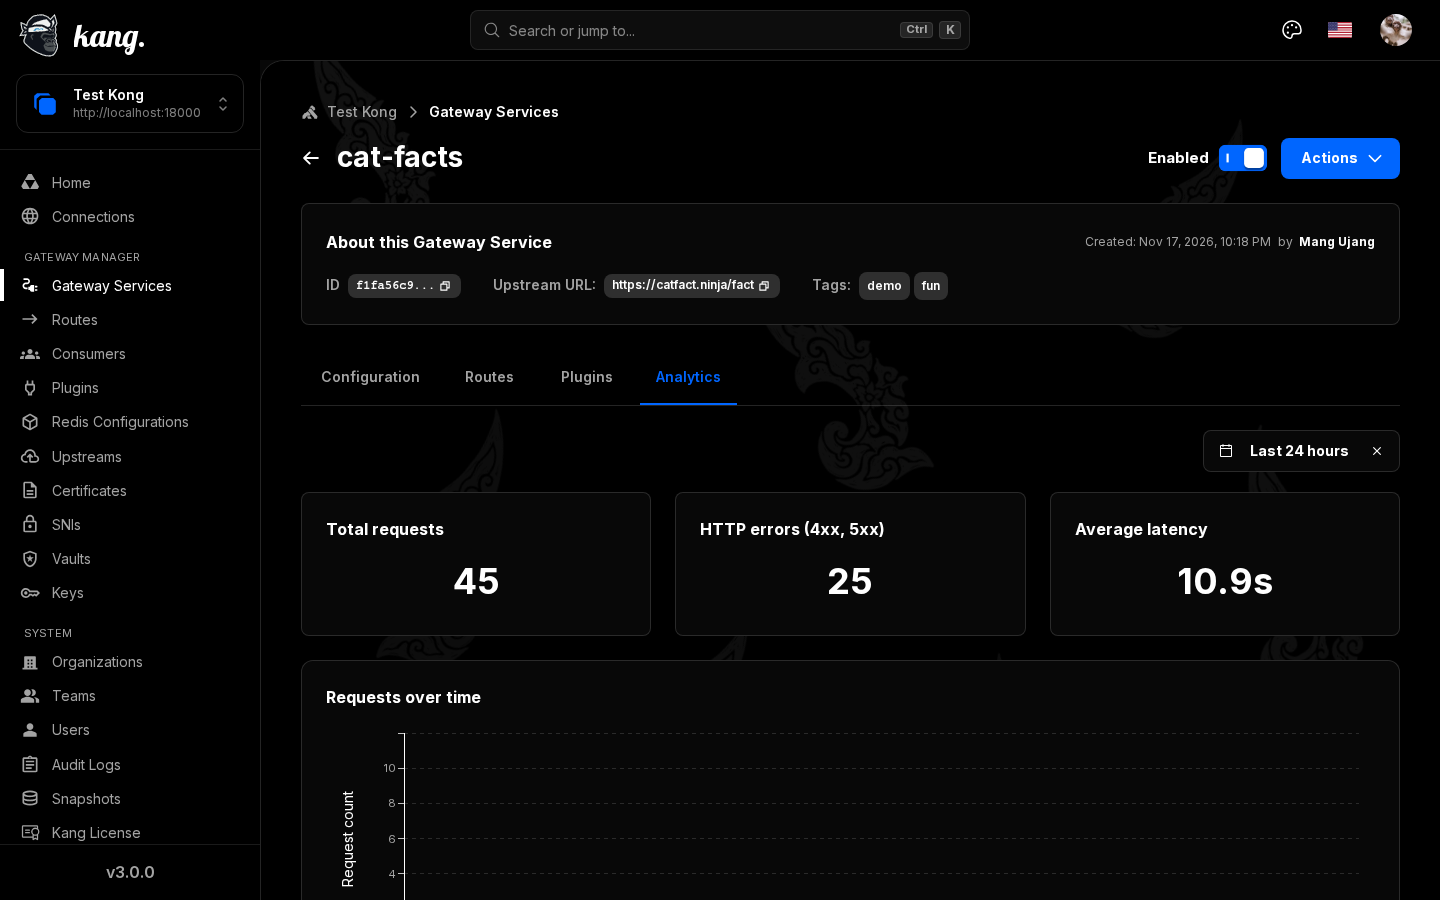 kang.
Search or jump to...
Ctrl K
Test Kong
http://localhost:18000
Home
Connections
GATEWAY MANAGER
Gateway Services
Routes
Consumers
Plugins
Redis Configurations
Upstreams
Certificates
SNIs
Vaults
Keys
SYSTEM
Organizations
Teams
Users
Audit Logs
Snapshots
Kang License
v3.0.0
Test Kong
Gateway Services
cat-facts
Enabled
Actions
About this Gateway Service
Created: Nov 17, 2026, 10:18 PM by Mang Ujang
ID f1fa56c9... Upstream URL: https://catfact.ninja/fact Tags: demo fun
Configuration Routes Plugins Analytics
Last 24 hours
Total requests
45
HTTP errors (4xx, 5xx)
25
Average latency
10.9s
Requests over time
Request count
10
8
6
4